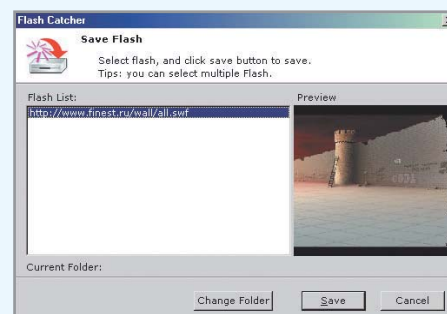 Flash Catcher
Save Flash
Select flash, and click save button to save.
Tips: you can select multiple Flash.
Flash List:
Preview
http://www.finest.ru/wall/all.swf
Current Folder:
Change Folder
Save
Cancel